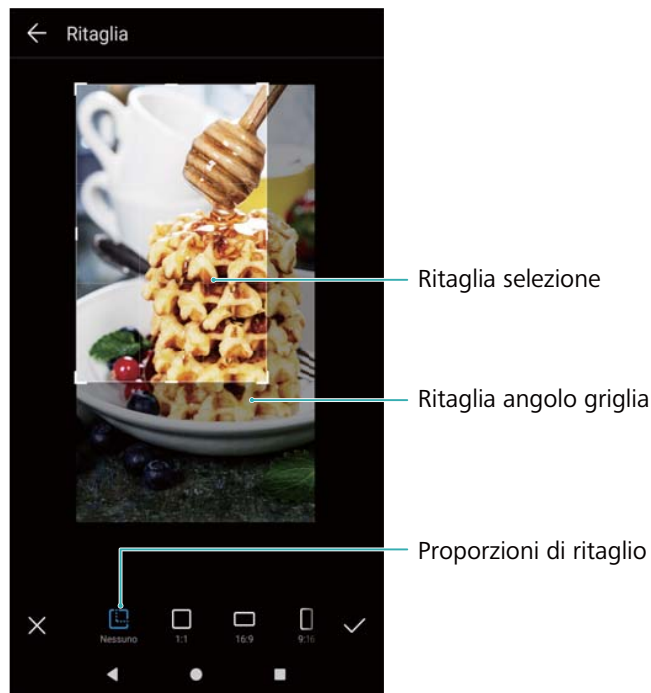 Ritaglia
Ritaglia selezione
Ritaglia angolo griglia
Proporzioni di ritaglio
Nessuno
1:1
16:9
9:16